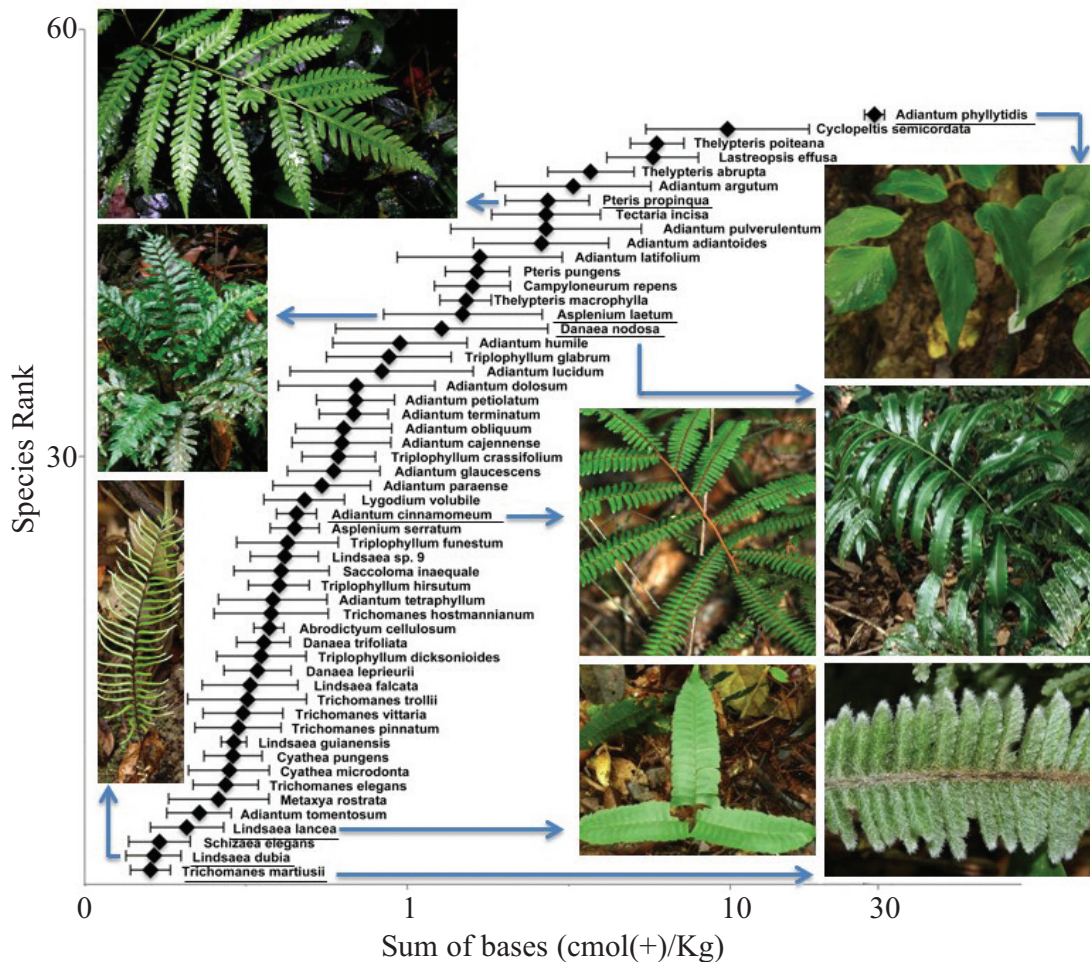 60
Adiantum phyllytidis
Cyclopeltis semicordata
Thelypteris poiteana
Lastreopsis effusa
Thelypteris abrupta
Adiantum argutum
Pteris propinqua
Tectaria incisa
Adiantum pulverulentum
Adiantum adiantoides
Adiantum latifolium
Pteris pungens
Campyloneurum repens
Thelypteris macrophylla
Asplenium laetum
Danaea nodosa
Adiantum humile
Triplophyllum glabrum
Adiantum lucidum
Adiantum dolosum
Adiantum petiolatum
Adiantum terminatum
Adiantum obliquum
Adiantum cajennense
30
Triplophyllum crassifolium
Adiantum glaucescens
Adiantum paraense
Lygodium volubile
Adiantum cinnamomeum
Asplenium serratum
Triplophyllum funestum
Lindsaea sp. 9
Saccoloma inaequale
Triplophyllum hirsutum
Adiantum tetraphyllum
Trichomanes hostmannianum
Abrodictyum cellulosum
Danaea trifoliata
Triplophyllum dicksonioides
Danaea leprieurii
Lindsaea falcata
Trichomanes trollii
Trichomanes vittaria
Trichomanes pinnatum
Lindsaea guianensis
Cyathea pungens
Cyathea microdonta
Trichomanes elegans
Metaxya rostrata
Adiantum tomentosum
Lindsaea lancea
Schizaea elegans
Lindsaea dubia
Trichomanes martiusii
Species Rank
0 1 10 30
Sum of bases (cmol(+)/Kg)